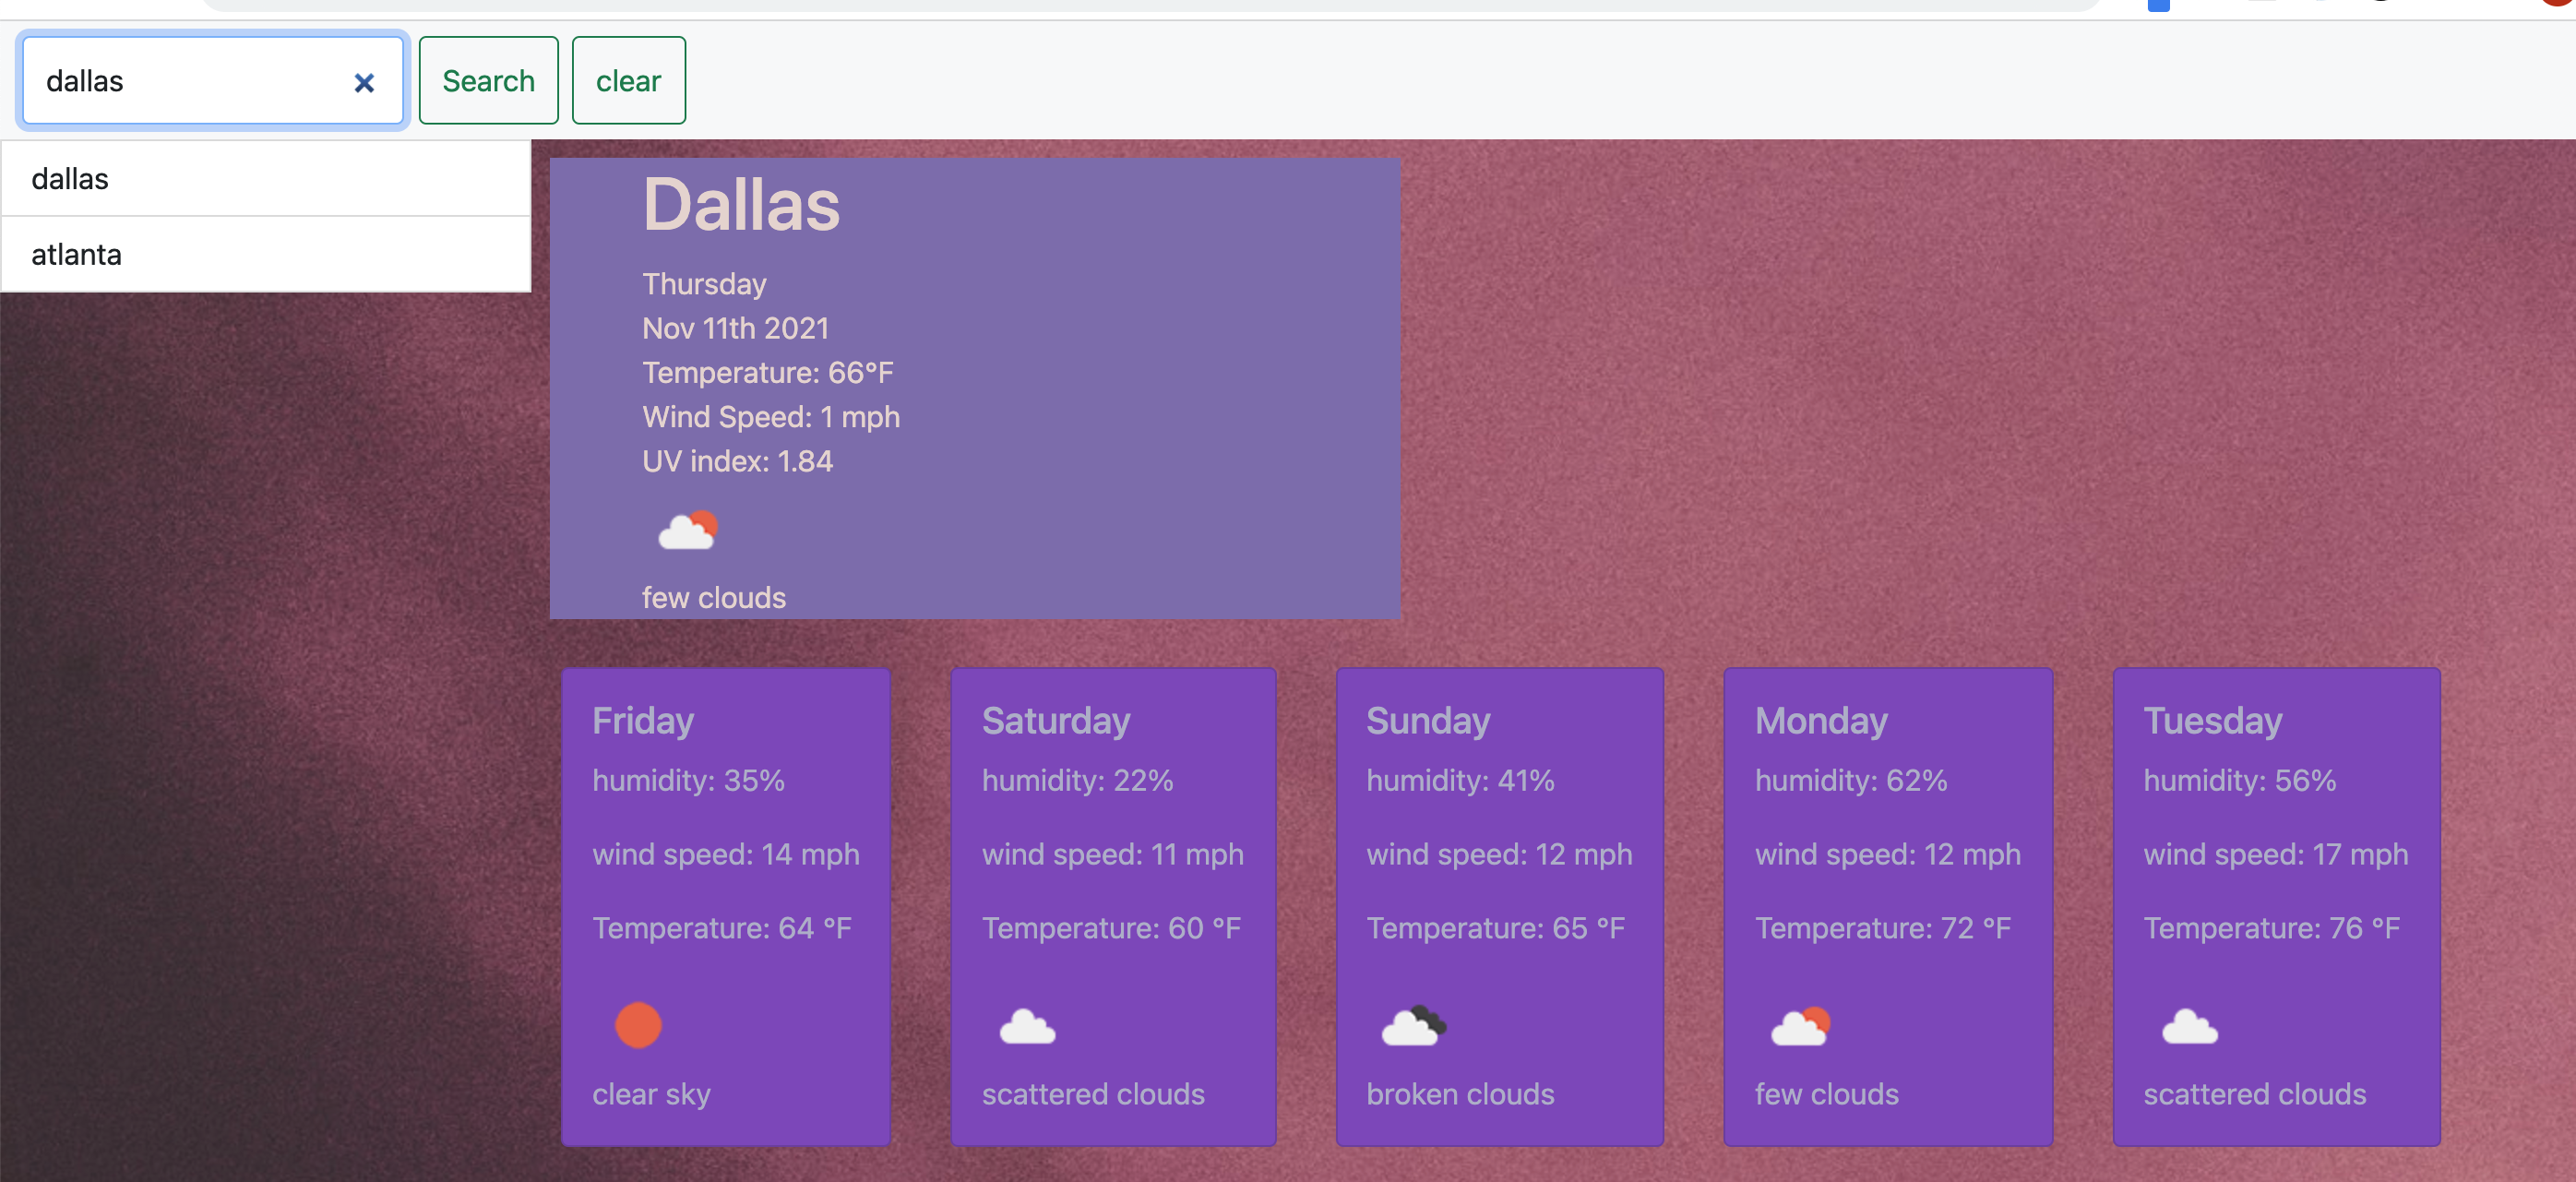 dallas
Search
clear
dallas
atlanta
Dallas
Thursday
Nov 11th 2021
Temperature: 66°F
Wind Speed: 1 mph
UV index: 1.84
few clouds
Friday
humidity: 35%
wind speed: 14 mph
Temperature: 64 °F
clear sky
Saturday
humidity: 22%
wind speed: 11 mph
Temperature: 60 °F
scattered clouds
Sunday
humidity: 41%
wind speed: 12 mph
Temperature: 65 °F
broken clouds
Monday
humidity: 62%
wind speed: 12 mph
Temperature: 72 °F
few clouds
Tuesday
humidity: 56%
wind speed: 17 mph
Temperature: 76 °F
scattered clouds